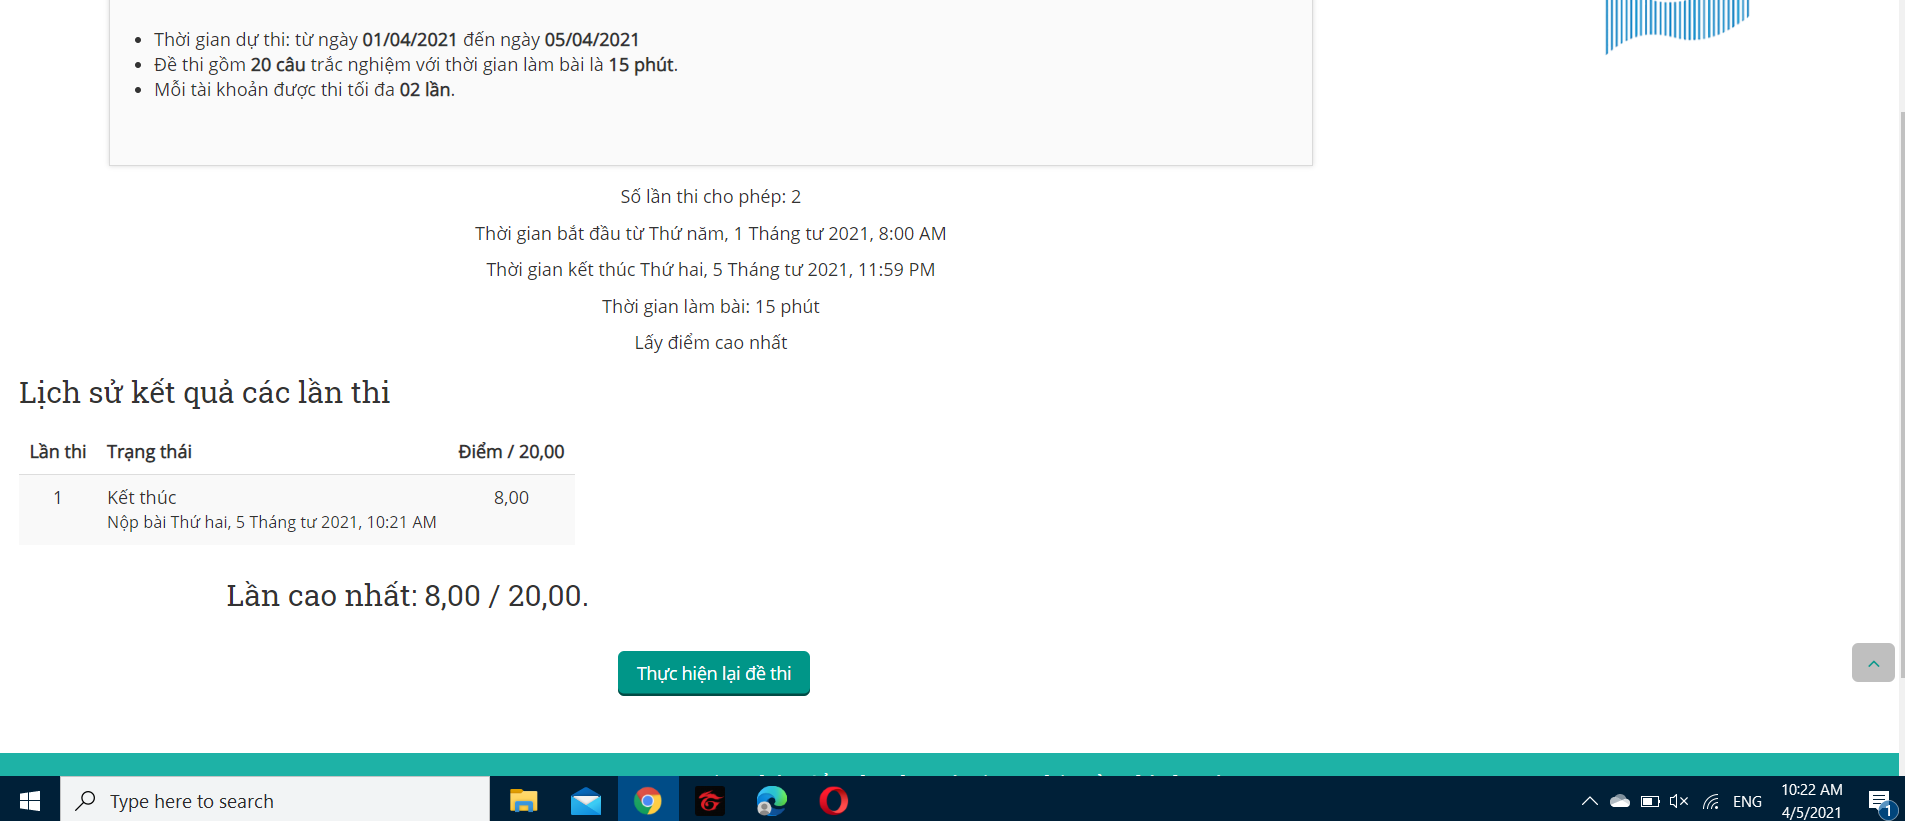 Thời gian dự thi: từ ngày 01/04/2021 đến ngày 05/04/2021
Đề thi gồm 20 câu trắc nghiệm với thời gian làm bài là 15 phút.
Mỗi tài khoản được thi tối đa 02 lần.
Số lần thi cho phép: 2
Thời gian bắt đầu từ Thứ năm, 1 Tháng tư 2021, 8:00 AM
Thời gian kết thúc Thứ hai, 5 Tháng tư 2021, 11:59 PM
Thời gian làm bài: 15 phút
Lấy điểm cao nhất
Lịch sử kết quả các lần thi
Lần thi Trạng thái Điểm / 20,00
1 Kết thúc 8,00
Nộp bài Thứ hai, 5 Tháng tư 2021, 10:21 AM
Lần cao nhất: 8,00 / 20,00.
Thực hiện lại đề thi
Type here to search
ENG
10:22 AM
4/5/2021
1